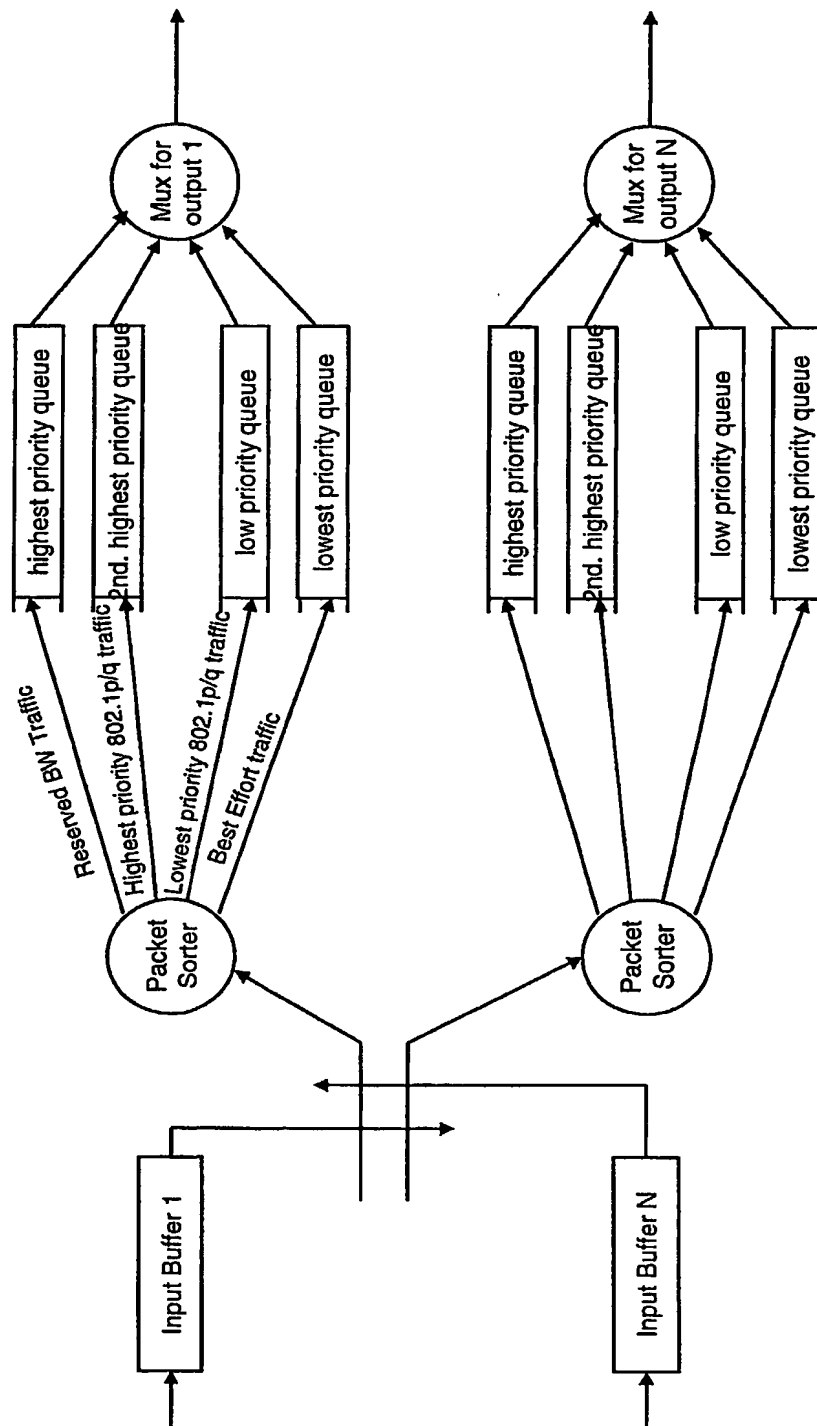 Input Buffer 1
Input Buffer N
Packet
Sorter
Packet
Sorter
Reserved BW Traffic
Highest priority 802.1p/q traffic
Lowest priority 802.1p/q traffic
Best Effort traffic
highest priority queue
2nd. highest priority queue
low priority queue
lowest priority queue
highest priority queue
2nd. highest priority queue
low priority queue
lowest priority queue
Mux for
output 1
Mux for
output N